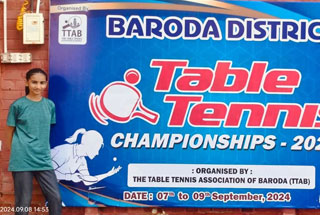 Organised By
TTAB
BARODA DISTRIC
Table
Tennis
CHAMPIONSHIPS - 202
: ORGANISED BY :
THE TABLE TENNIS ASSOCIATION OF BARODA (TTAB)
DATE : 07th to 09th September, 2024
2024.09.08 14:53